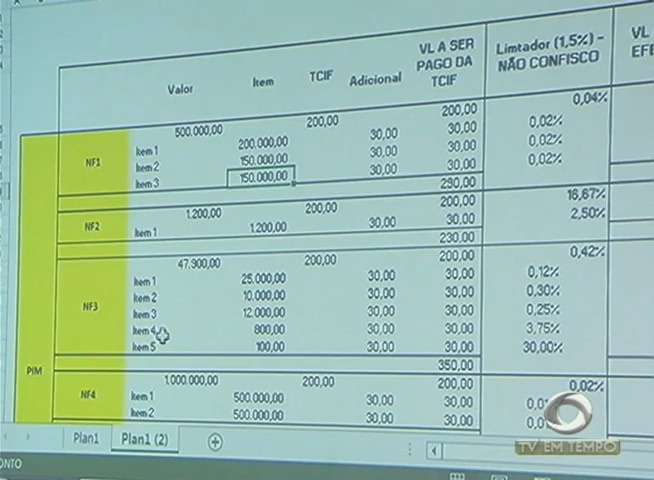 Valor Item TCIF Adicional VL A SER PAGO DA TCIF Limtador (1,5%) - NÃO CONFISCO VL
500.000,00 200,00 200,00 0,04%
Item 1 200.000,00 30,00 30,00 0,02%
NF1 Item 2 150.000,00 30,00 30,00 0,02%
Item 3 150.000,00 30,00 30,00 0,02%
290,00
1.200,00 200,00 200,00 16,67%
NF2 Item 1 1.200,00 30,00 30,00 2,50%
230,00
47.900,00 200,00 200,00 0,42%
Item 1 25.000,00 30,00 30,00 0,12%
Item 2 10.000,00 30,00 30,00 0,30%
NF3 Item 3 12.000,00 30,00 30,00 0,25%
Item 4 800,00 30,00 30,00 3,75%
Item 5 100,00 30,00 30,00 30,00%
PIM 350,00
1.000.000,00 200,00 200,00 0,02%
NF4 Item 1 500.000,00 30,00 30,00
Item 2 500.000,00 30,00 30,00
Plan1 Plan1 (2)
TV EM TEMPO